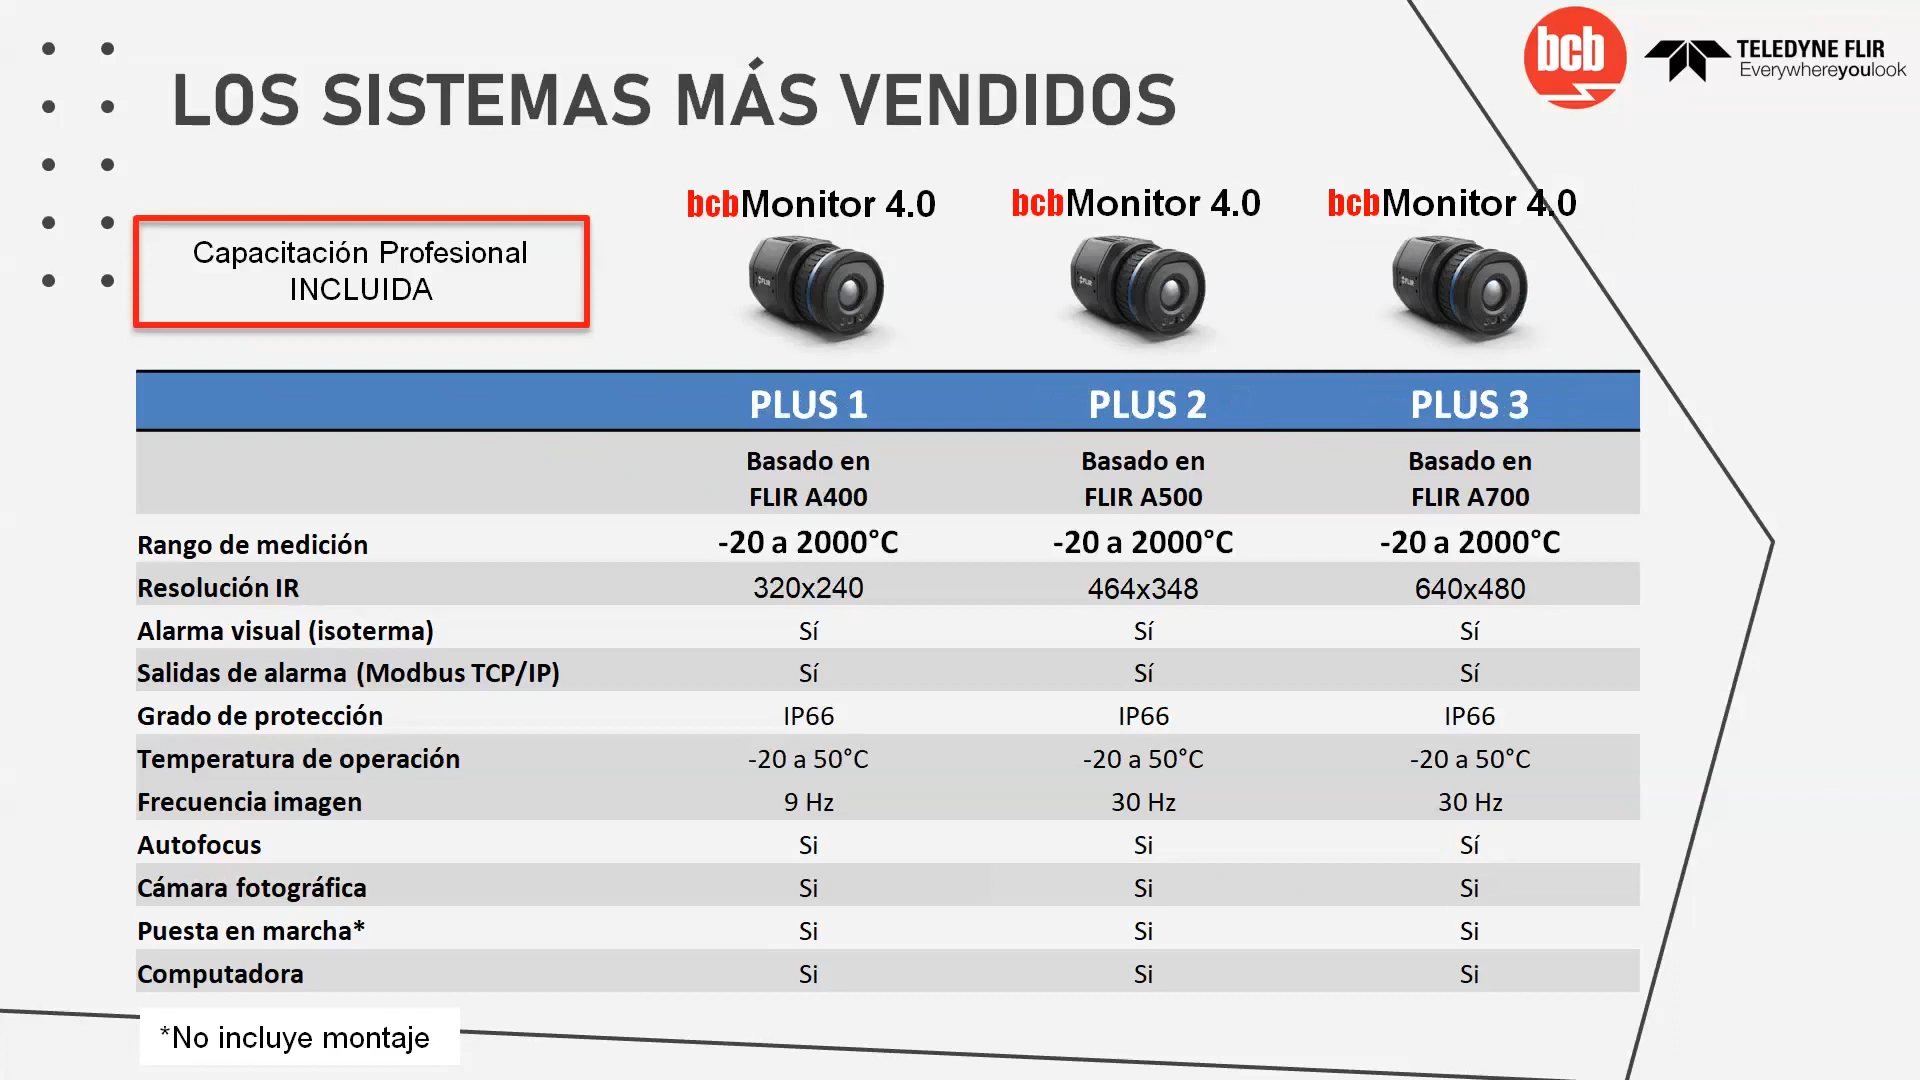 LOS SISTEMAS MÁS VENDIDOS
bcb
TELEDYNE FLIR
Everywhereyoulook
Capacitación Profesional
INCLUIDA
bcbMonitor 4.0 bcbMonitor 4.0 bcbMonitor 4.0
PLUS 1 PLUS 2 PLUS 3
Basado en Basado en Basado en
FLIR A400 FLIR A500 FLIR A700
Rango de medición -20 a 2000°C -20 a 2000°C -20 a 2000°C
Resolución IR 320x240 464x348 640x480
Alarma visual (isoterma) Sí Sí Sí
Salidas de alarma (Modbus TCP/IP) Sí Sí Sí
Grado de protección IP66 IP66 IP66
Temperatura de operación -20 a 50°C -20 a 50°C -20 a 50°C
Frecuencia imagen 9 Hz 30 Hz 30 Hz
Autofocus Si Si Sí
Cámara fotográfica Si Si Si
Puesta en marcha* Si Si Si
Computadora Si Si Si
*No incluye montaje